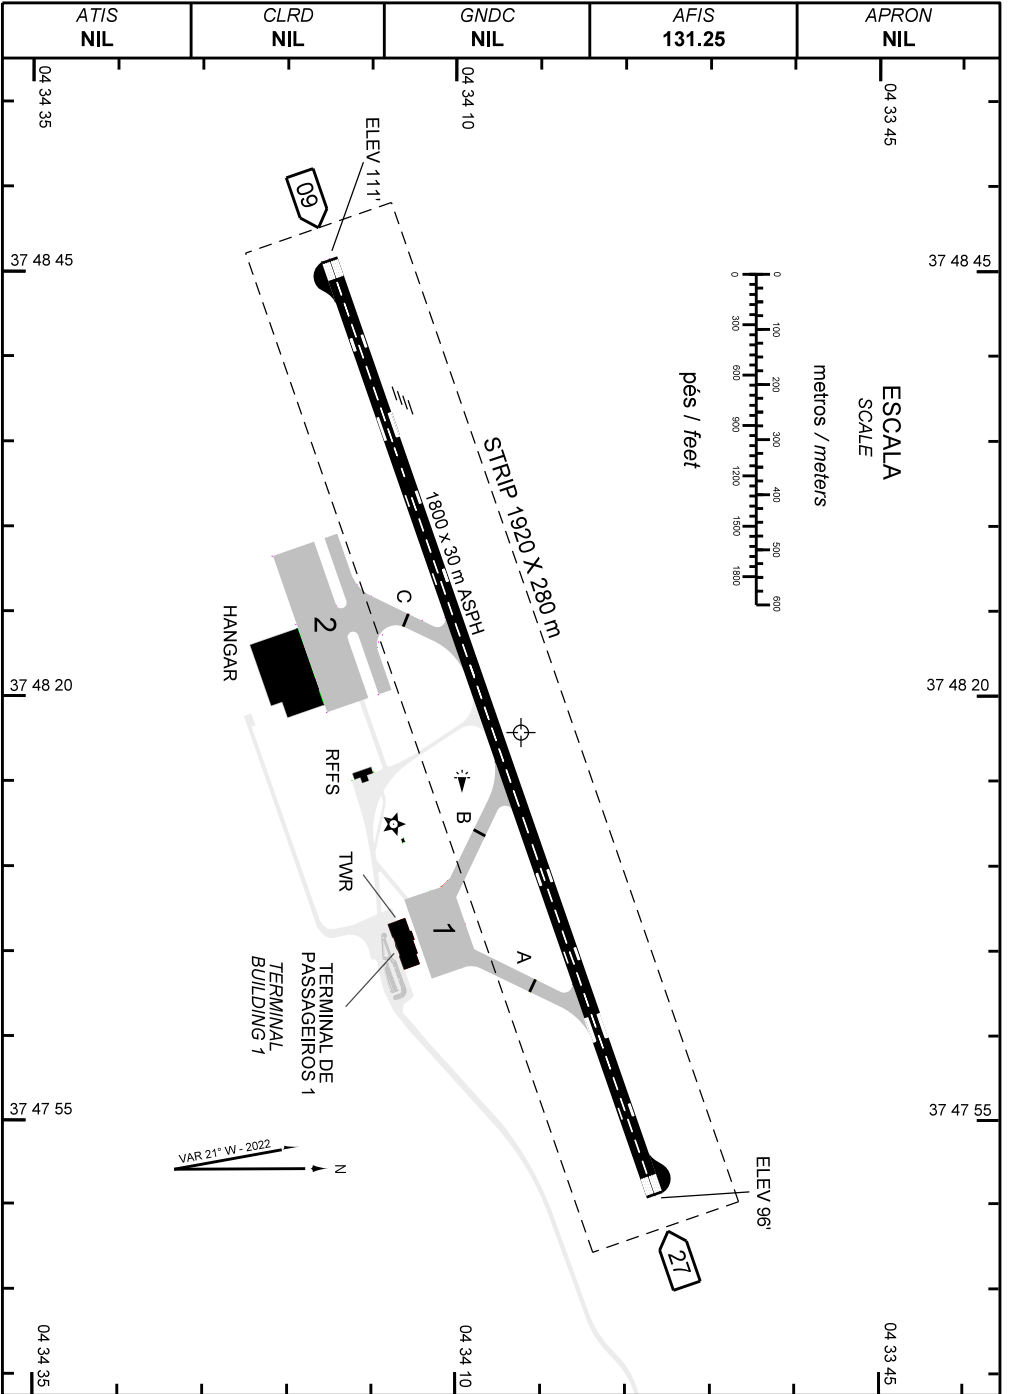 ATIS
NIL
CLRD
NIL
GNDC
NIL
AFIS
131.25
APRON
NIL
04 34 35
04 34 10
04 33 45
37 48 45
37 48 45
ESCALA
SCALE
metros / meters
0 100 200 300 400 500 600
0 300 600 900 1200 1500 1800
pés / feet
ELEV 111'
09
STRIP 1920 X 280 m
1800 x 30 m ASPH
C
2
HANGAR
37 48 20
37 48 20
RFFS
B
TWR
1
A
TERMINAL DE
PASSAGEIROS 1
TERMINAL
BUILDING 1
37 47 55
37 47 55
VAR 21° W - 2022
N
ELEV 96'
27
04 34 35
04 34 10
04 33 45